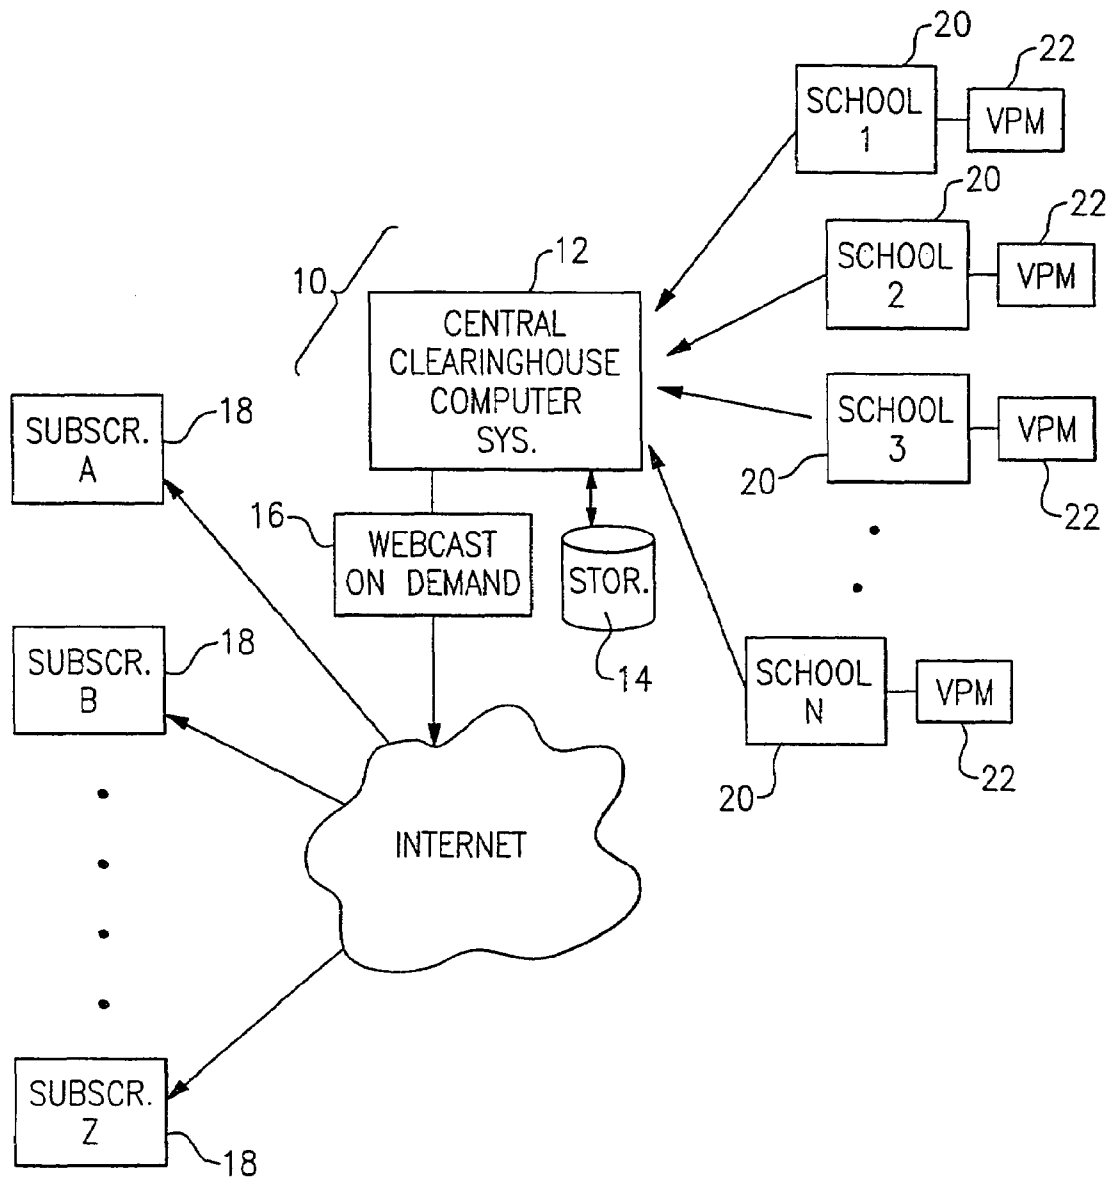 20
22
SCHOOL
1
VPM
20
22
SCHOOL
2
VPM
10
12
CENTRAL
CLEARINGHOUSE
COMPUTER
SYS.
SCHOOL
3
VPM
20
22
SUBSCR.
A
18
16
WEBCAST
ON DEMAND
STOR.
14
SUBSCR.
B
18
SCHOOL
N
VPM
20
22
INTERNET
SUBSCR.
Z
18